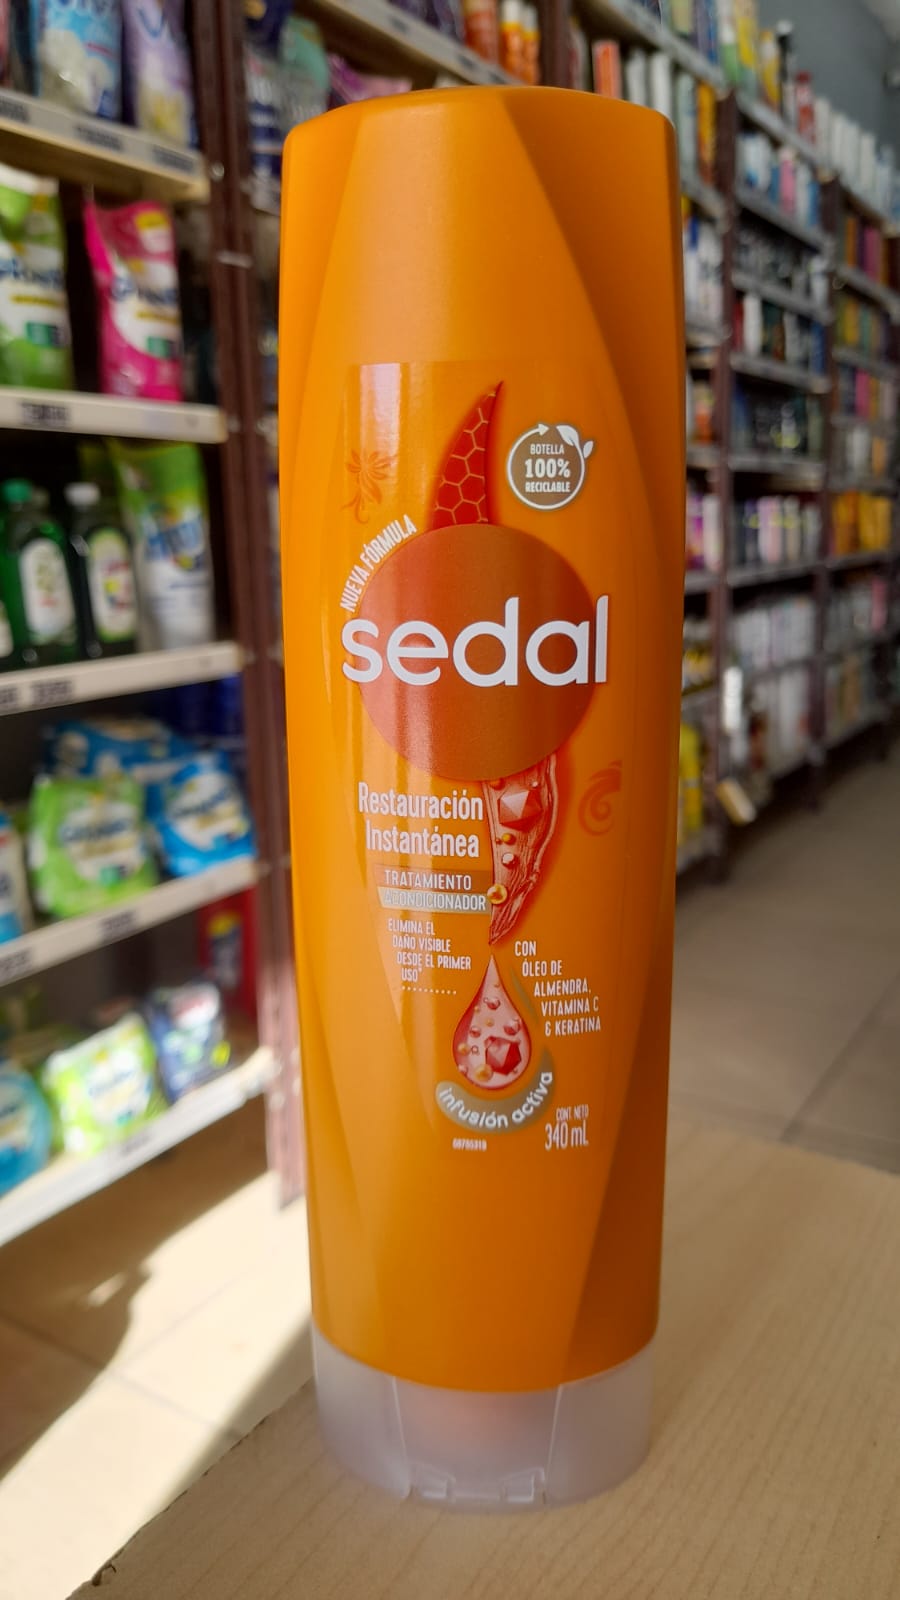 BOTELLA
100%
RECICLABLE
NUEVA FÓRMULA
sedal
Restauración
Instantánea
TRATAMIENTO
ACONDICIONADOR
ELIMINA EL
DAÑO VISIBLE
DESDE EL PRIMER
USO*
CON
ÓLEO DE
ALMENDRA,
VITAMINA C
& KERATINA
infusión activa
CONT. NETO
340 mL